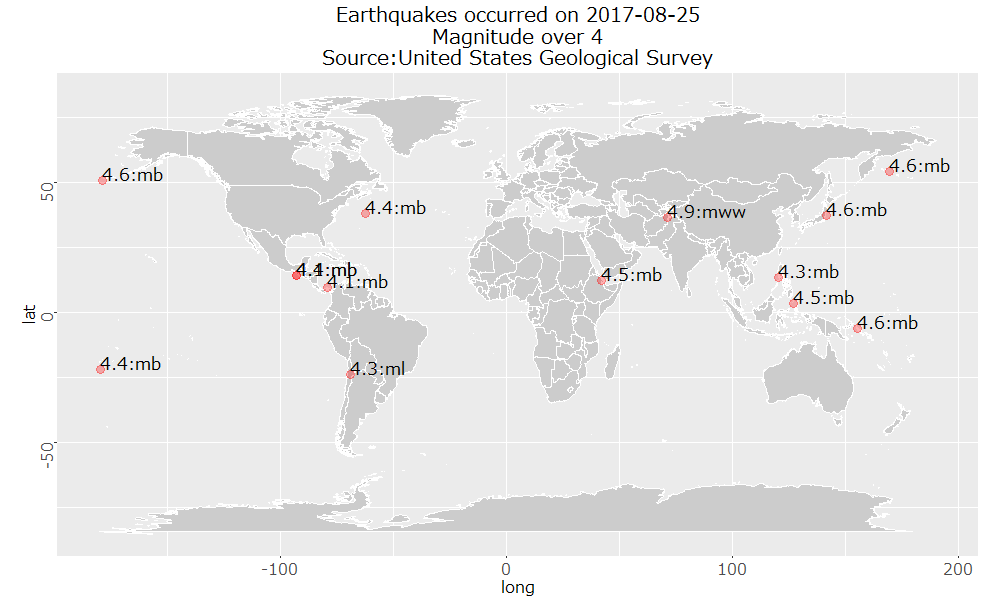 Earthquakes occurred on 2017-08-25
Magnitude over 4
Source:United States Geological Survey
4.6:mb
4.6:mb
4.4:mb
4.9:mww
4.6:mb
4.1:mb
4.5:mb
4.3:mb
4.5:mb
4.6:mb
4.4:mb
4.3:ml
lat
50
0
-50
-100
0
100
200
long